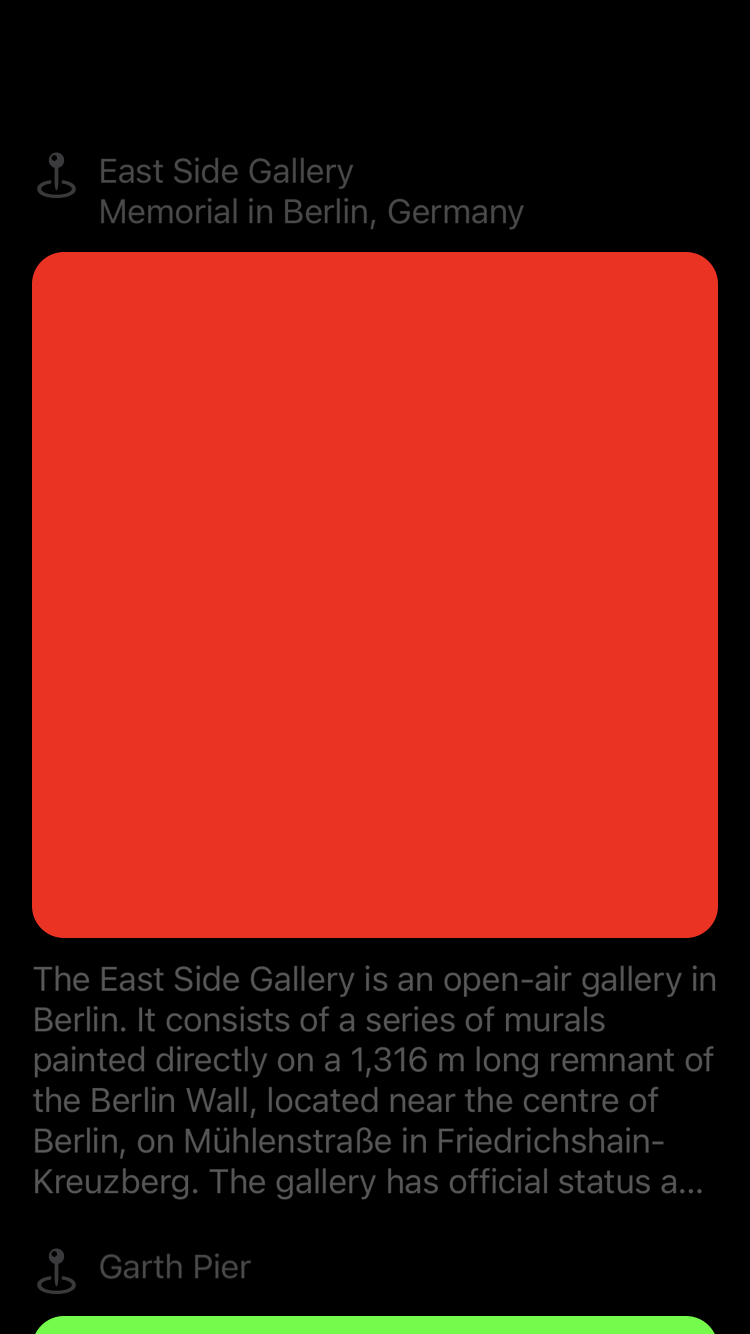 East Side Gallery
Memorial in Berlin, Germany
The East Side Gallery is an open-air gallery in
Berlin. It consists of a series of murals
painted directly on a 1,316 m long remnant of
the Berlin Wall, located near the centre of
Berlin, on Mühlenstraße in Friedrichshain-
Kreuzberg. The gallery has official status a...
Garth Pier